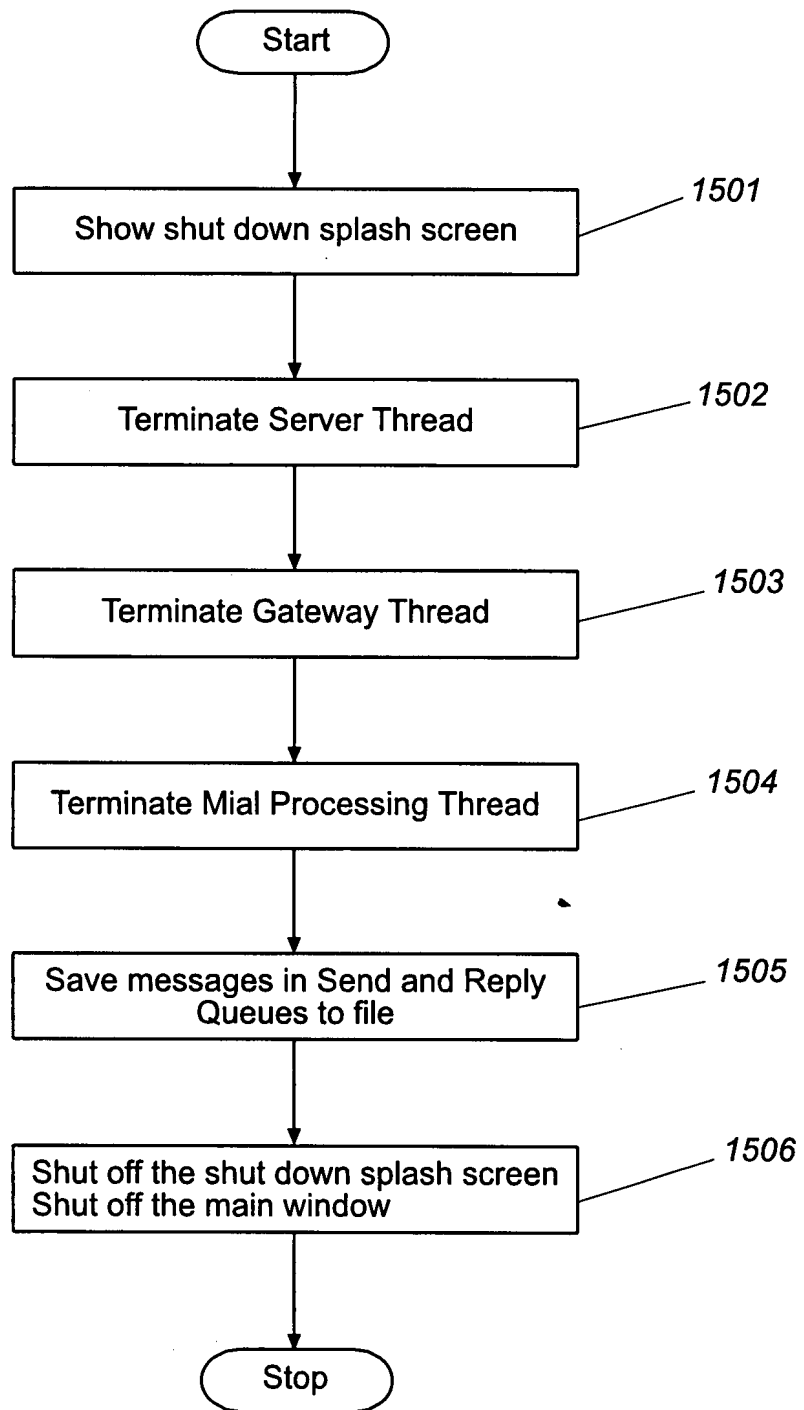 Start
Show shut down splash screen
1501
Terminate Server Thread
1502
Terminate Gateway Thread
1503
Terminate Mial Processing Thread
1504
Save messages in Send and Reply
Queues to file
1505
Shut off the shut down splash screen
Shut off the main window
1506
Stop